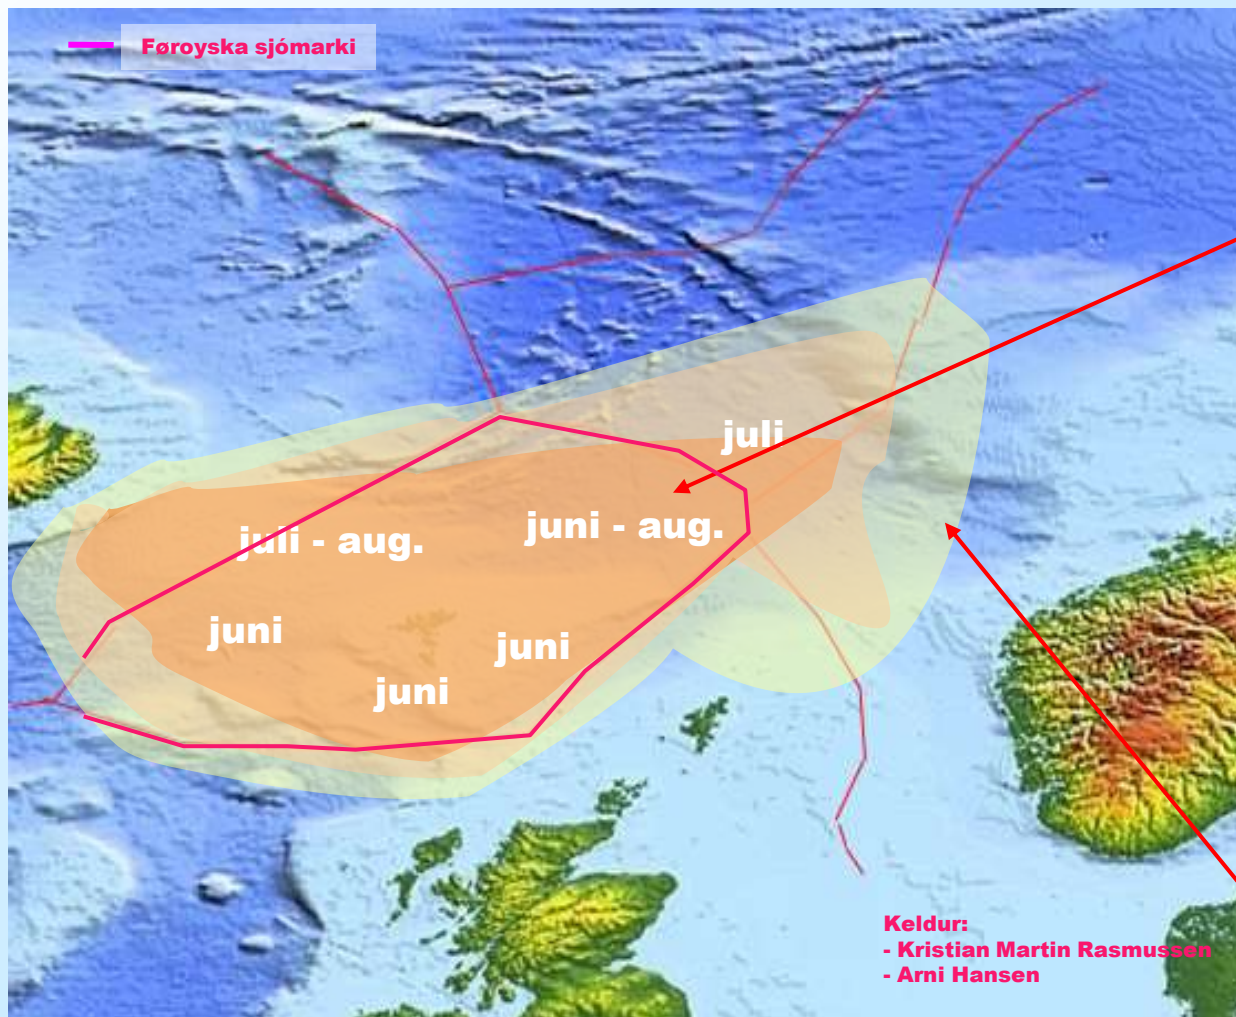 Føroyska sjómarki
juli
juli - aug.
juni - aug.
juni
juni
juni
Keldur:
- Kristian Martin Rasmussen
- Arni Hansen